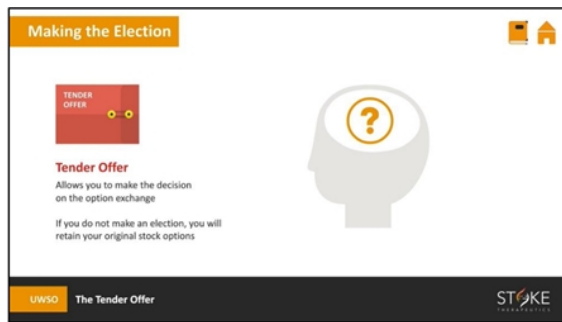 Making the Election
TENDER
OFFER
?
Tender Offer
Allows you to make the decision
on the option exchange
If you do not make an election, you will
retain your original stock options
UWSO
The Tender Offer
STOKE
THERAPEUTICS